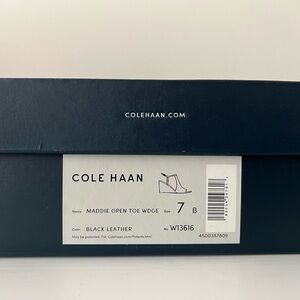 COLEHAAN.COM
COLE HAAN
Name MADDIE OPEN TOE WDGE Size 7 B
Color BLACK LEATHER No. W13616
May be patented. Pat. Colehaan.com/Patents.html 4500387809